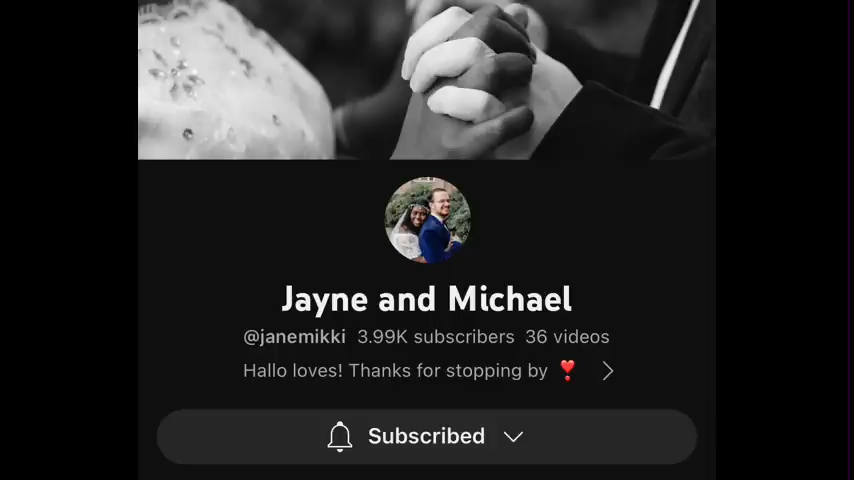 Jayne and Michael
@janemikki 3.99K subscribers 36 videos
Hallo loves! Thanks for stopping by ❣️
Subscribed